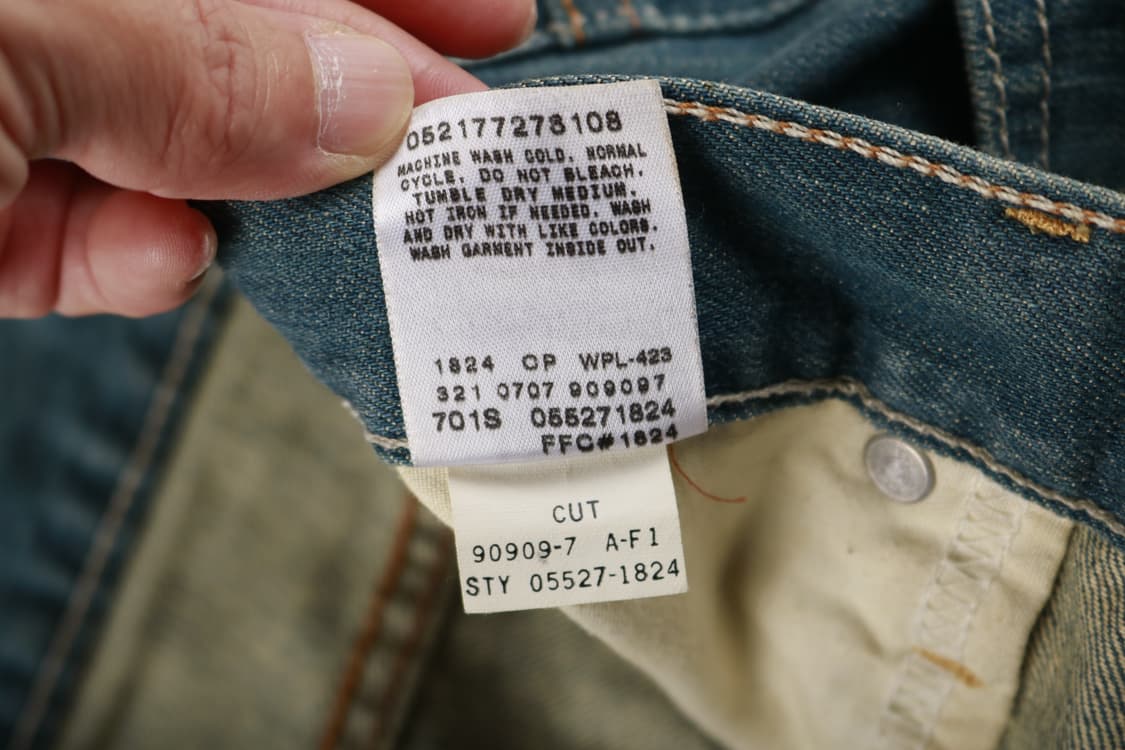 052177278108
MACHINE WASH COLD, NORMAL
CYCLE, DO NOT BLEACH,
TUMBLE DRY MEDIUM,
HOT IRON IF NEEDED, WASH
AND DRY WITH LIKE COLORS.
WASH GARMENT INSIDE OUT.
1824 CP WPL-423
321 0707 909097
701S 055271824
FFC#1824
CUT
90909-7 A-F1
STY 05527-1824